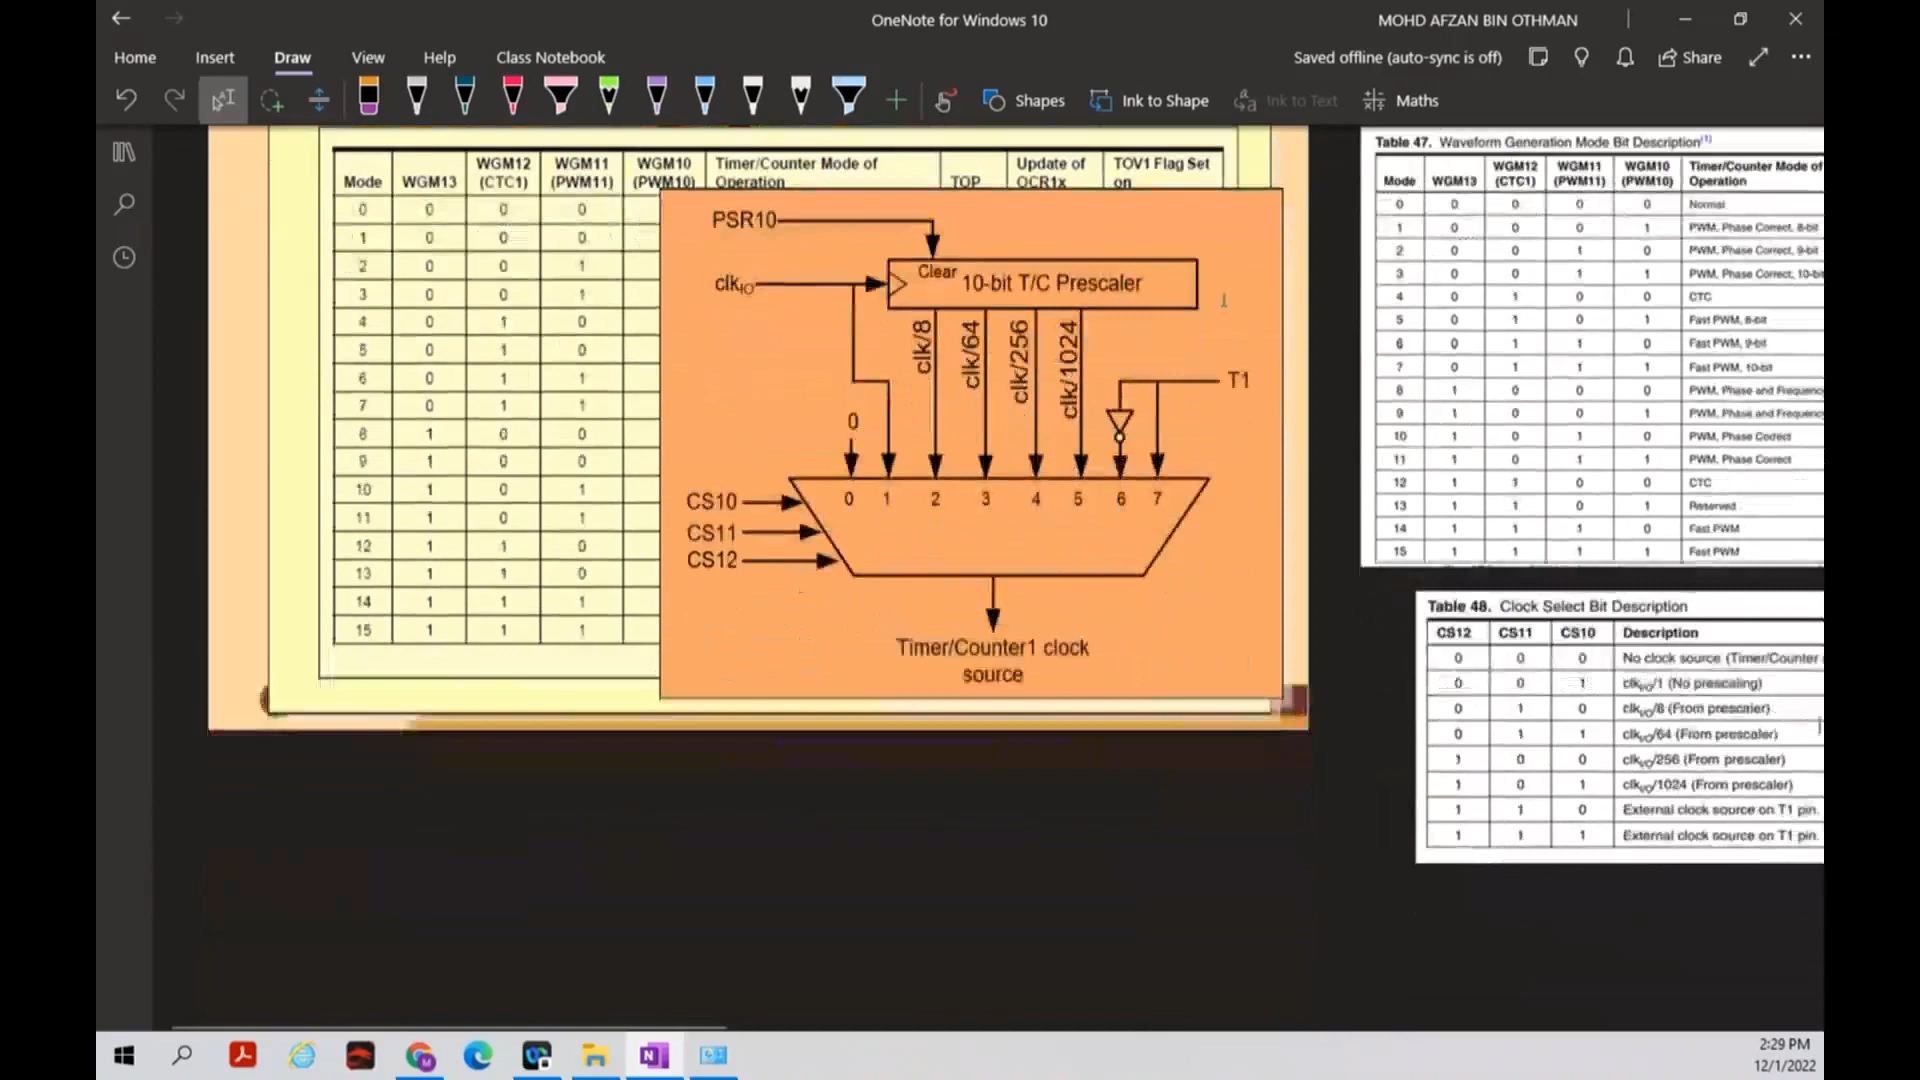 OneNote for Windows 10
MOHD AFZAN BIN OTHMAN
Home Insert Draw View Help Class Notebook
Saved offline (auto-sync is off) Share
Shapes Ink to Shape Ink to Text Maths
Mode WGM13 WGM12 (CTC1) WGM11 (PWM11) WGM10 (PWM10) Timer/Counter Mode of Operation TOP Update of OCR1x TOV1 Flag Set on
0 0 0 0
1 0 0 0
2 0 0 1
3 0 0 1
4 0 1 0
5 0 1 0
6 0 1 1
7 0 1 1
8 1 0 0
9 1 0 0
10 1 0 1
11 1 0 1
12 1 1 0
13 1 1 0
14 1 1 1
15 1 1 1
PSR10
clkIO
Clear 10-bit T/C Prescaler
clk/8
clk/64
clk/256
clk/1024
T1
0
0 1 2 3 4 5 6 7
CS10
CS11
CS12
Timer/Counter1 clock
source
Table 47. Waveform Generation Mode Bit Description(1)
Mode WGM13 WGM12 (CTC1) WGM11 (PWM11) WGM10 (PWM10) Timer/Counter Mode of Operation
0 0 0 0 0 Normal
1 0 0 0 1 PWM, Phase Correct, 8-bit
2 0 0 1 0 PWM, Phase Correct, 9-bit
3 0 0 1 1 PWM, Phase Correct, 10-bit
4 0 1 0 0 CTC
5 0 1 0 1 Fast PWM, 8-bit
6 0 1 1 0 Fast PWM, 9-bit
7 0 1 1 1 Fast PWM, 10-bit
8 1 0 0 0 PWM, Phase and Frequency
9 1 0 0 1 PWM, Phase and Frequency
10 1 0 1 0 PWM, Phase Correct
11 1 0 1 1 PWM, Phase Correct
12 1 1 0 0 CTC
13 1 1 0 1 Reserved
14 1 1 1 0 Fast PWM
15 1 1 1 1 Fast PWM
Table 48. Clock Select Bit Description
CS12 CS11 CS10 Description
0 0 0 No clock source (Timer/Counter
0 0 1 clkI/O/1 (No prescaling)
0 1 0 clkI/O/8 (From prescaler)
0 1 1 clkI/O/64 (From prescaler)
1 0 0 clkI/O/256 (From prescaler)
1 0 1 clkI/O/1024 (From prescaler)
1 1 0 External clock source on T1 pin.
1 1 1 External clock source on T1 pin.
2:29 PM
12/1/2022